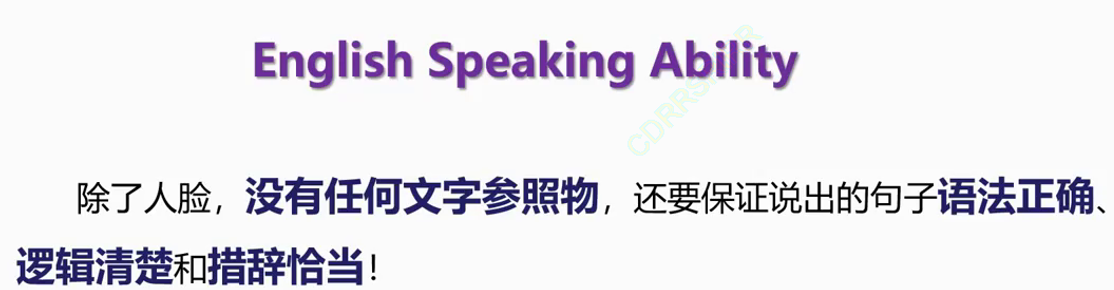 English Speaking Ability
除了人脸，没有任何文字参照物，还要保证说出的句子语法正确、
逻辑清楚和措辞恰当！